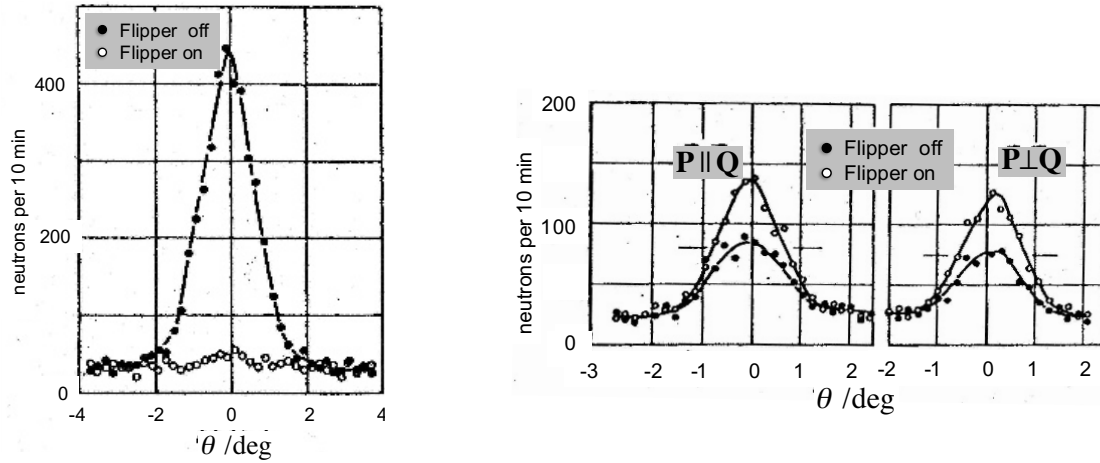 Flipper off
Flipper on
400
200
0
neutrons per 10 min
-4
-2
0
2
4
θ /deg
200
100
0
neutrons per 10 min
P || Q
Flipper off
Flipper on
P⊥Q
-3
-2
-1
0
1
2
-2
-1
0
1
2
θ /deg